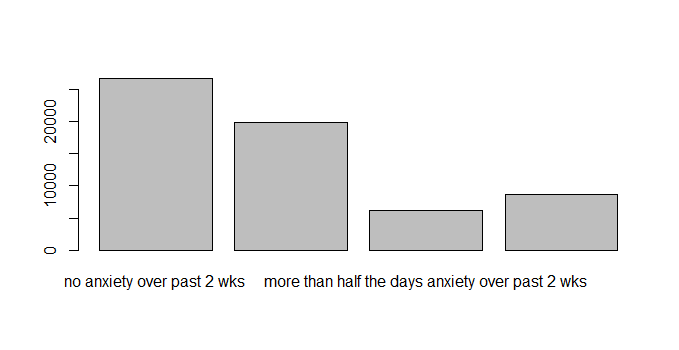 20000
10000
0
no anxiety over past 2 wks
more than half the days anxiety over past 2 wks